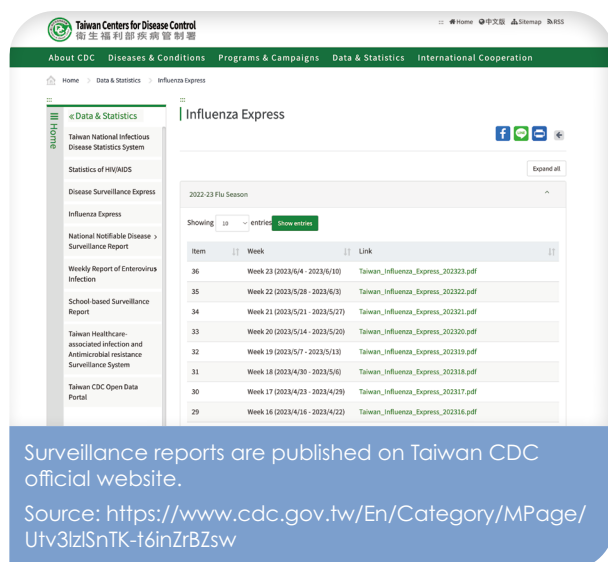 Taiwan Centers for Disease Control
衛生福利部疾病管制署
::: Home 中文版 Sitemap RSS
About CDC Diseases & Conditions Programs & Campaigns Data & Statistics International Cooperation
Home > Data & Statistics > Influenza Express
:::
Home
« Data & Statistics
Taiwan National Infectious
Disease Statistics System
Statistics of HIV/AIDS
Disease Surveillance Express
Influenza Express
National Notifiable Disease >
Surveillance Report
Weekly Report of Enterovirus
Infection
School-based Surveillance
Report
Taiwan Healthcare-
associated infection and
Antimicrobial resistance
Surveillance System
Taiwan CDC Open Data
Portal
:::
Influenza Express
Expand all
2022-23 Flu Season
Showing 10 entries Show entries
Item Week Link
36 Week 23 (2023/6/4 - 2023/6/10) Taiwan_Influenza_Express_202323.pdf
35 Week 22 (2023/5/28 - 2023/6/3) Taiwan_Influenza_Express_202322.pdf
34 Week 21 (2023/5/21 - 2023/5/27) Taiwan_Influenza_Express_202321.pdf
33 Week 20 (2023/5/14 - 2023/5/20) Taiwan_Influenza_Express_202320.pdf
32 Week 19 (2023/5/7 - 2023/5/13) Taiwan_Influenza_Express_202319.pdf
31 Week 18 (2023/4/30 - 2023/5/6) Taiwan_Influenza_Express_202318.pdf
30 Week 17 (2023/4/23 - 2023/4/29) Taiwan_Influenza_Express_202317.pdf
29 Week 16 (2023/4/16 - 2023/4/22) Taiwan_Influenza_Express_202316.pdf
Surveillance reports are published on Taiwan CDC
official website.
Source: https://www.cdc.gov.tw/En/Category/MPage/
Utv3lzlSnTK-t6inZrBZsw